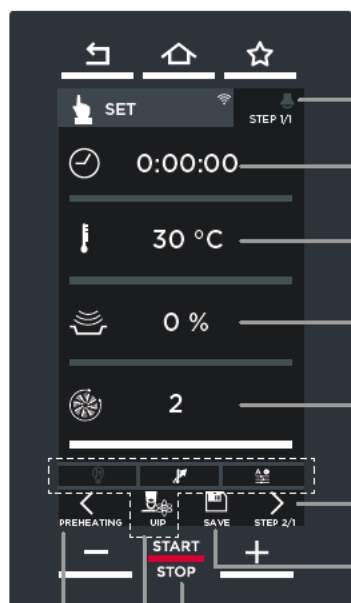 SET
STEP 1/1
0:00:00
30 °C
0 %
2
PREHEATING
UIP
SAVE
STEP 2/1
START
STOP